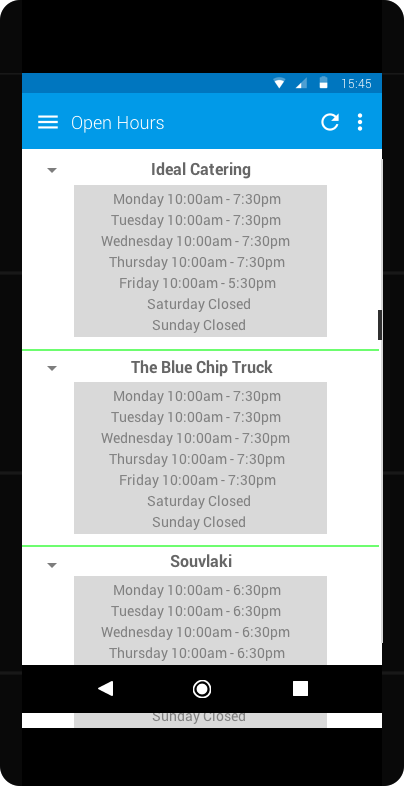 15:45
Open Hours
Ideal Catering
Monday 10:00am - 7:30pm
Tuesday 10:00am - 7:30pm
Wednesday 10:00am - 7:30pm
Thursday 10:00am - 7:30pm
Friday 10:00am - 5:30pm
Saturday Closed
Sunday Closed
The Blue Chip Truck
Monday 10:00am - 7:30pm
Tuesday 10:00am - 7:30pm
Wednesday 10:00am - 7:30pm
Thursday 10:00am - 7:30pm
Friday 10:00am - 7:30pm
Saturday Closed
Sunday Closed
Souvlaki
Monday 10:00am - 6:30pm
Tuesday 10:00am - 6:30pm
Wednesday 10:00am - 6:30pm
Thursday 10:00am - 6:30pm
Sunday Closed